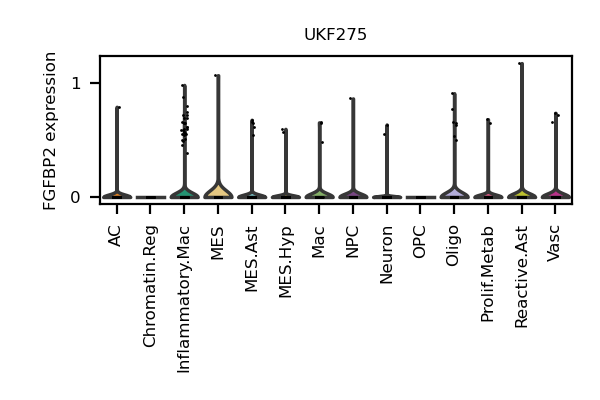 UKF275
FGFBP2 expression
1
0
AC
Chromatin.Reg
Inflammatory.Mac
MES
MES.Ast
MES.Hyp
Mac
NPC
Neuron
OPC
Oligo
Prolif.Metab
Reactive.Ast
Vasc